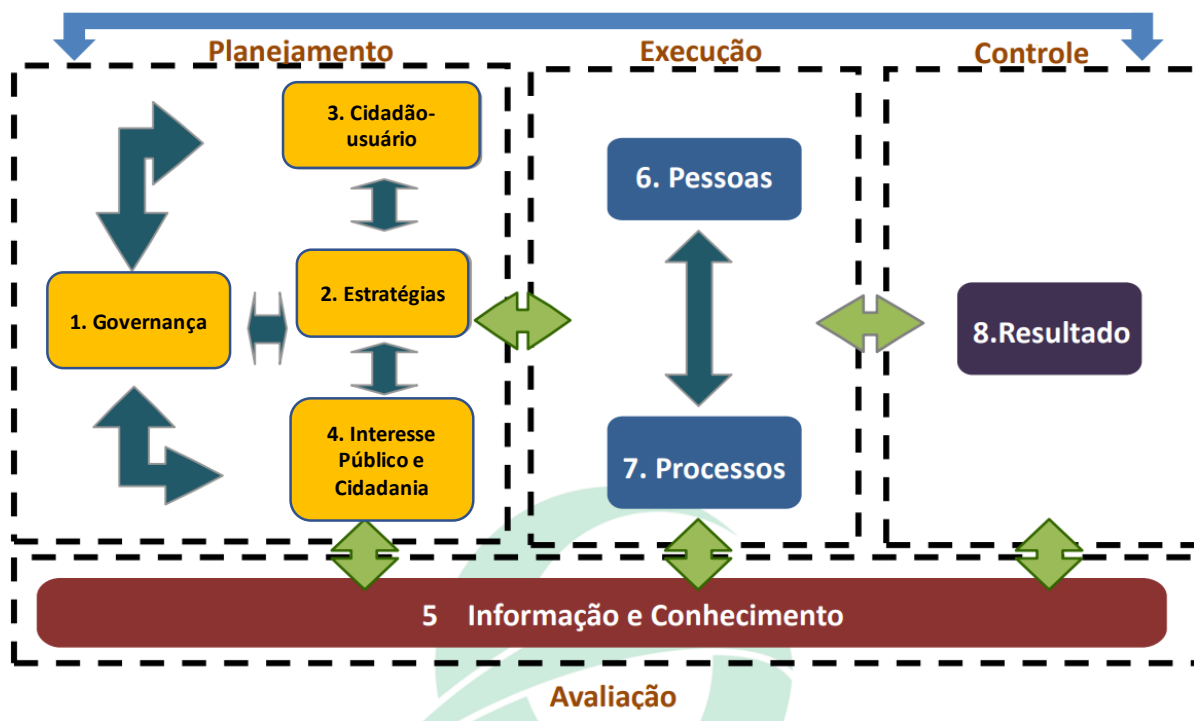 Planejamento
Execução
Controle
3. Cidadão-
usuário
6. Pessoas
2. Estratégias
1. Governança
8.Resultado
4. Interesse
Público e
Cidadania
7. Processos
5 Informação e Conhecimento
Avaliação